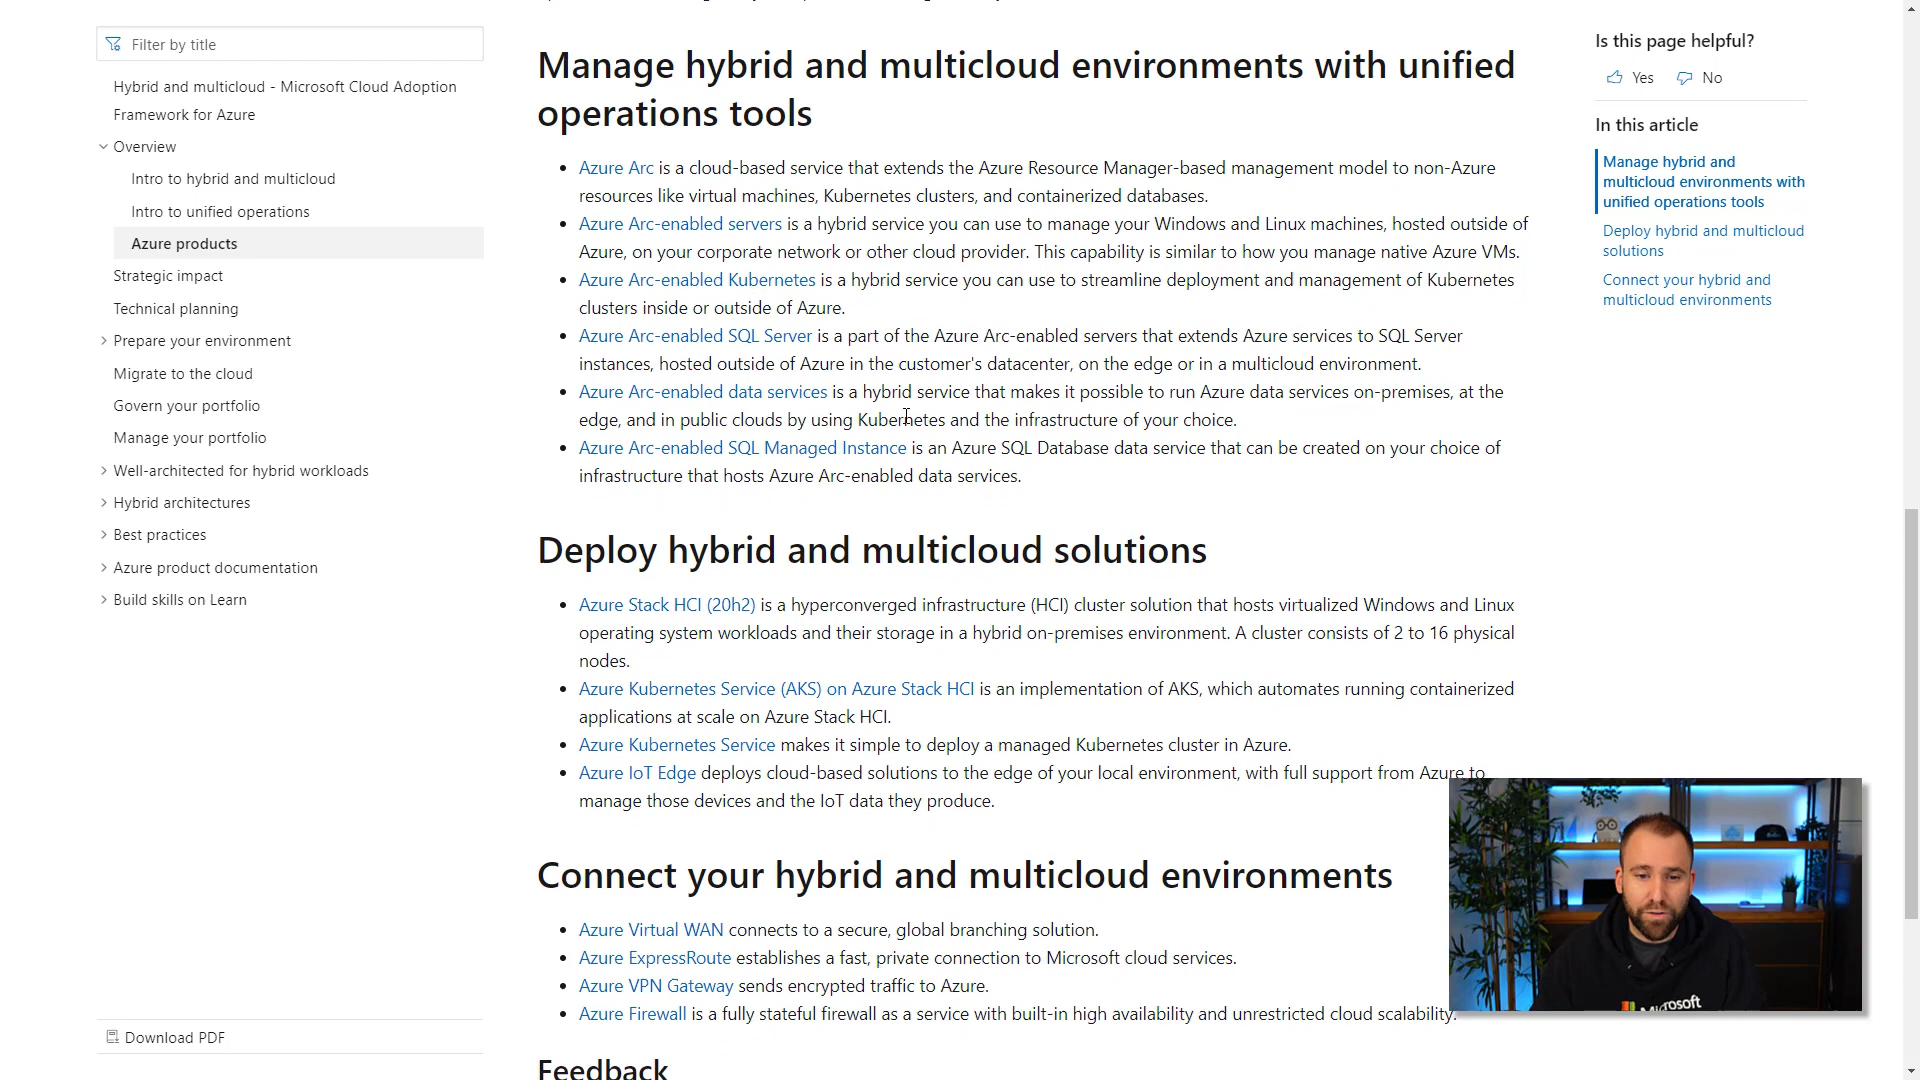 Filter by title
Hybrid and multicloud - Microsoft Cloud Adoption
Framework for Azure
Overview
Intro to hybrid and multicloud
Intro to unified operations
Azure products
Strategic impact
Technical planning
Prepare your environment
Migrate to the cloud
Govern your portfolio
Manage your portfolio
Well-architected for hybrid workloads
Hybrid architectures
Best practices
Azure product documentation
Build skills on Learn
Download PDF
Manage hybrid and multicloud environments with unified
operations tools
• Azure Arc is a cloud-based service that extends the Azure Resource Manager-based management model to non-Azure
resources like virtual machines, Kubernetes clusters, and containerized databases.
• Azure Arc-enabled servers is a hybrid service you can use to manage your Windows and Linux machines, hosted outside of
Azure, on your corporate network or other cloud provider. This capability is similar to how you manage native Azure VMs.
• Azure Arc-enabled Kubernetes is a hybrid service you can use to streamline deployment and management of Kubernetes
clusters inside or outside of Azure.
• Azure Arc-enabled SQL Server is a part of the Azure Arc-enabled servers that extends Azure services to SQL Server
instances, hosted outside of Azure in the customer's datacenter, on the edge or in a multicloud environment.
• Azure Arc-enabled data services is a hybrid service that makes it possible to run Azure data services on-premises, at the
edge, and in public clouds by using Kubernetes and the infrastructure of your choice.
• Azure Arc-enabled SQL Managed Instance is an Azure SQL Database data service that can be created on your choice of
infrastructure that hosts Azure Arc-enabled data services.
Deploy hybrid and multicloud solutions
• Azure Stack HCI (20h2) is a hyperconverged infrastructure (HCI) cluster solution that hosts virtualized Windows and Linux
operating system workloads and their storage in a hybrid on-premises environment. A cluster consists of 2 to 16 physical
nodes.
• Azure Kubernetes Service (AKS) on Azure Stack HCI is an implementation of AKS, which automates running containerized
applications at scale on Azure Stack HCI.
• Azure Kubernetes Service makes it simple to deploy a managed Kubernetes cluster in Azure.
• Azure IoT Edge deploys cloud-based solutions to the edge of your local environment, with full support from Azure to
manage those devices and the IoT data they produce.
Connect your hybrid and multicloud environments
• Azure Virtual WAN connects to a secure, global branching solution.
• Azure ExpressRoute establishes a fast, private connection to Microsoft cloud services.
• Azure VPN Gateway sends encrypted traffic to Azure.
• Azure Firewall is a fully stateful firewall as a service with built-in high availability and unrestricted cloud scalability.
Feedback
Is this page helpful?
Yes No
In this article
Manage hybrid and
multicloud environments with
unified operations tools
Deploy hybrid and multicloud
solutions
Connect your hybrid and
multicloud environments
Microsoft